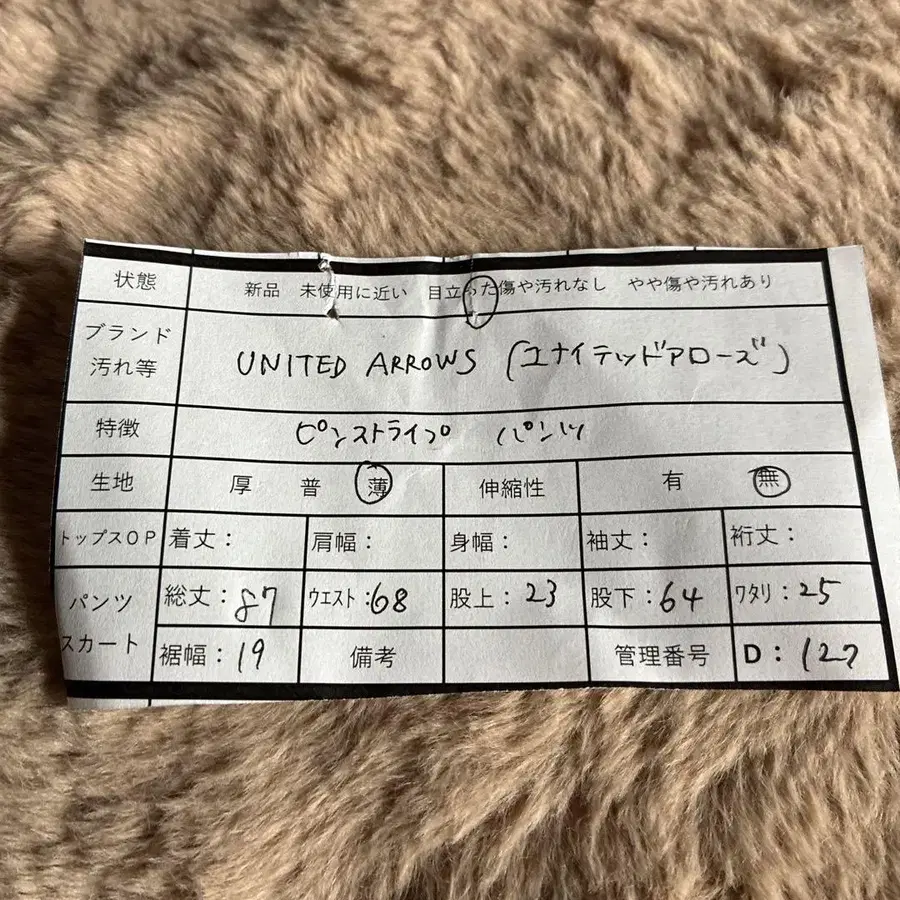 状態 新品 未使用に近い 目立った傷や汚れなし やや傷や汚れあり
ブランド
汚れ等 UNITED ARROWS (ユナイテッドアローズ)
特徴 ピンストライプ パンツ
生地 厚 普 薄 伸縮性 有 無
トップスOP 着丈: 肩幅: 身幅: 袖丈: 裄丈:
パンツ 総丈:87 ウエスト:68 股上:23 股下:64 ワタリ:25
スカート 裾幅:19 備考 管理番号 D:127